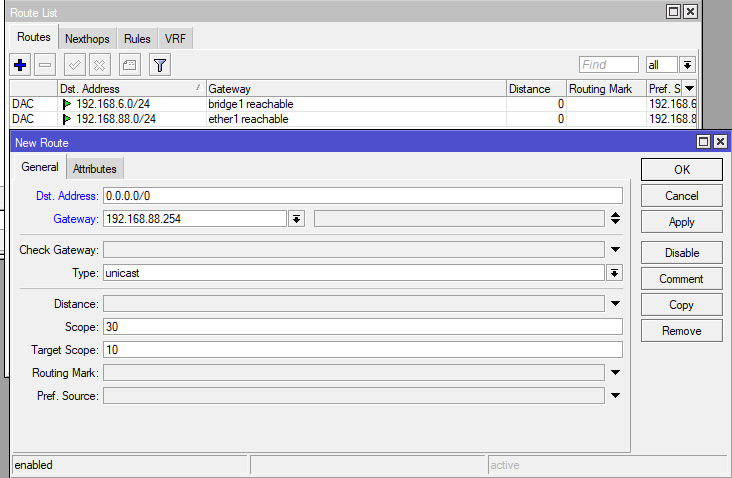 Route List
Routes Nexthops Rules VRF
Find all
Dst. Address Gateway Distance Routing Mark Pref. S
DAC 192.168.6.0/24 bridge1 reachable 0 192.168.6
DAC 192.168.88.0/24 ether1 reachable 0 192.168.8
New Route
General Attributes
OK
Dst. Address: 0.0.0.0/0
Cancel
Gateway: 192.168.88.254
Apply
Check Gateway:
Disable
Type: unicast
Comment
Distance:
Copy
Scope: 30
Remove
Target Scope: 10
Routing Mark:
Pref. Source:
enabled active